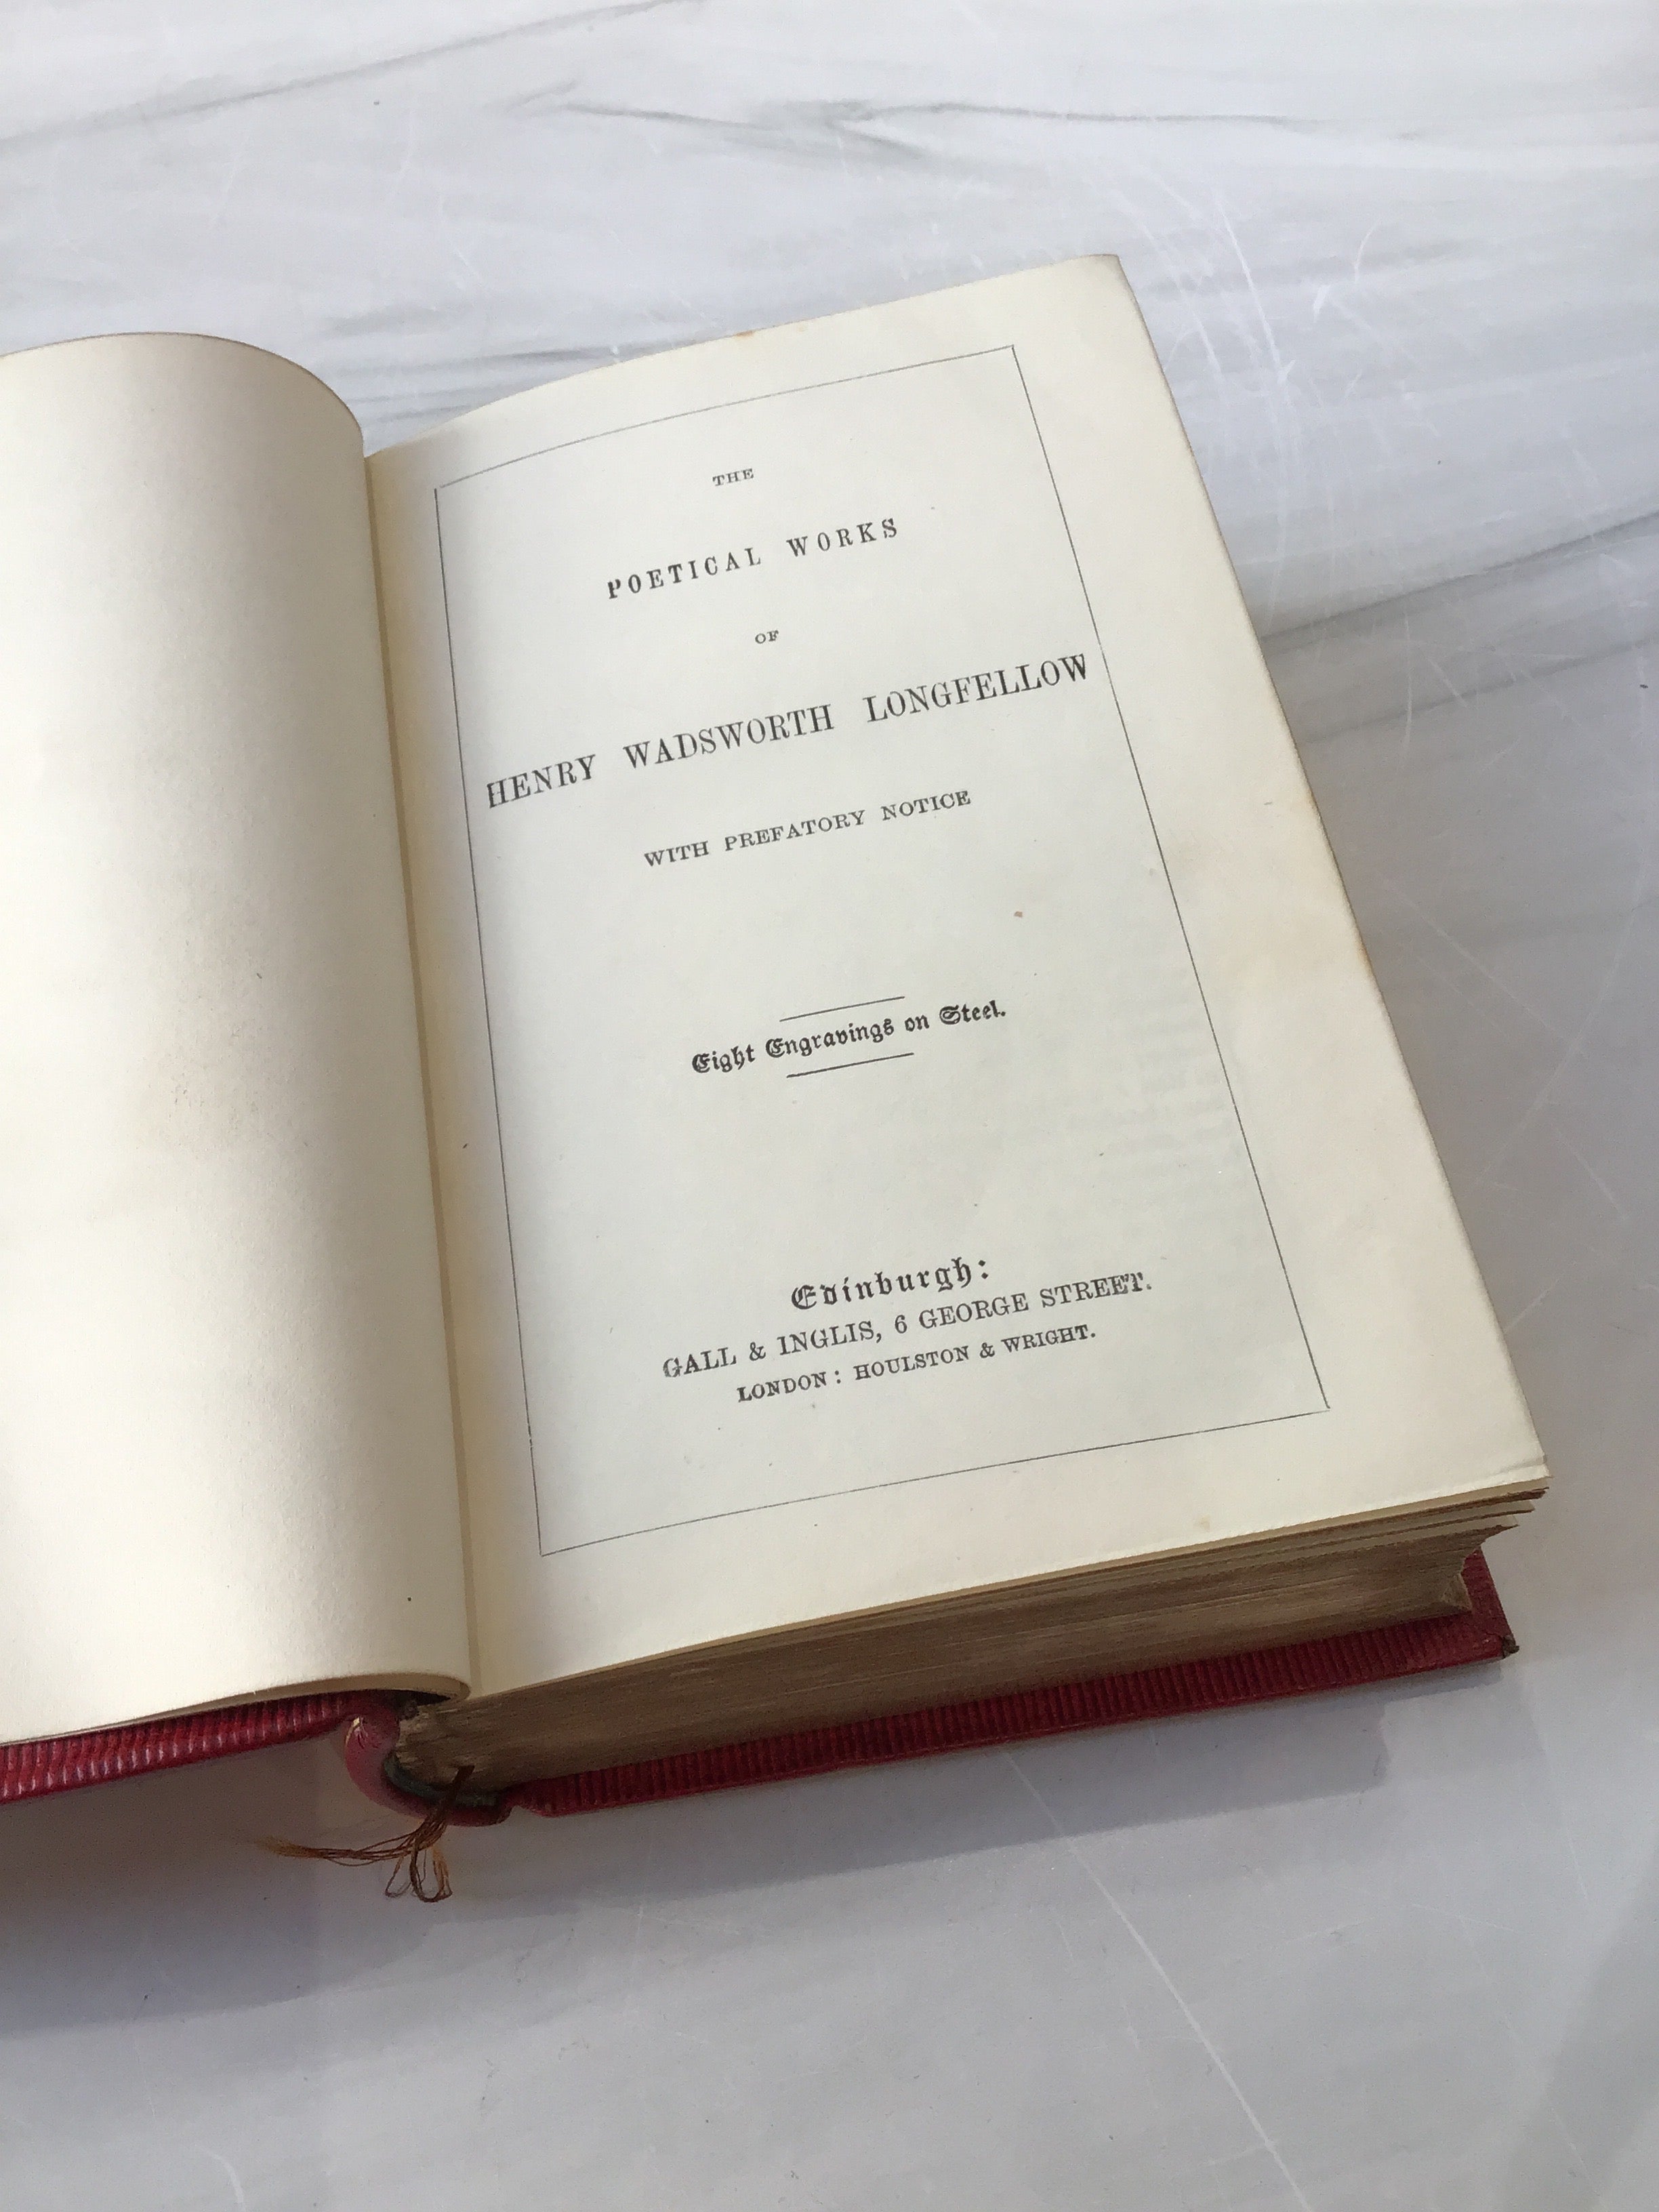 THE
POETICAL WORKS
OF
HENRY WADSWORTH LONGFELLOW
WITH PREFATORY NOTICE
Eight Engravings on Steel.
Edinburgh:
GALL & INGLIS, 6 GEORGE STREET.
LONDON: HOULSTON & WRIGHT.